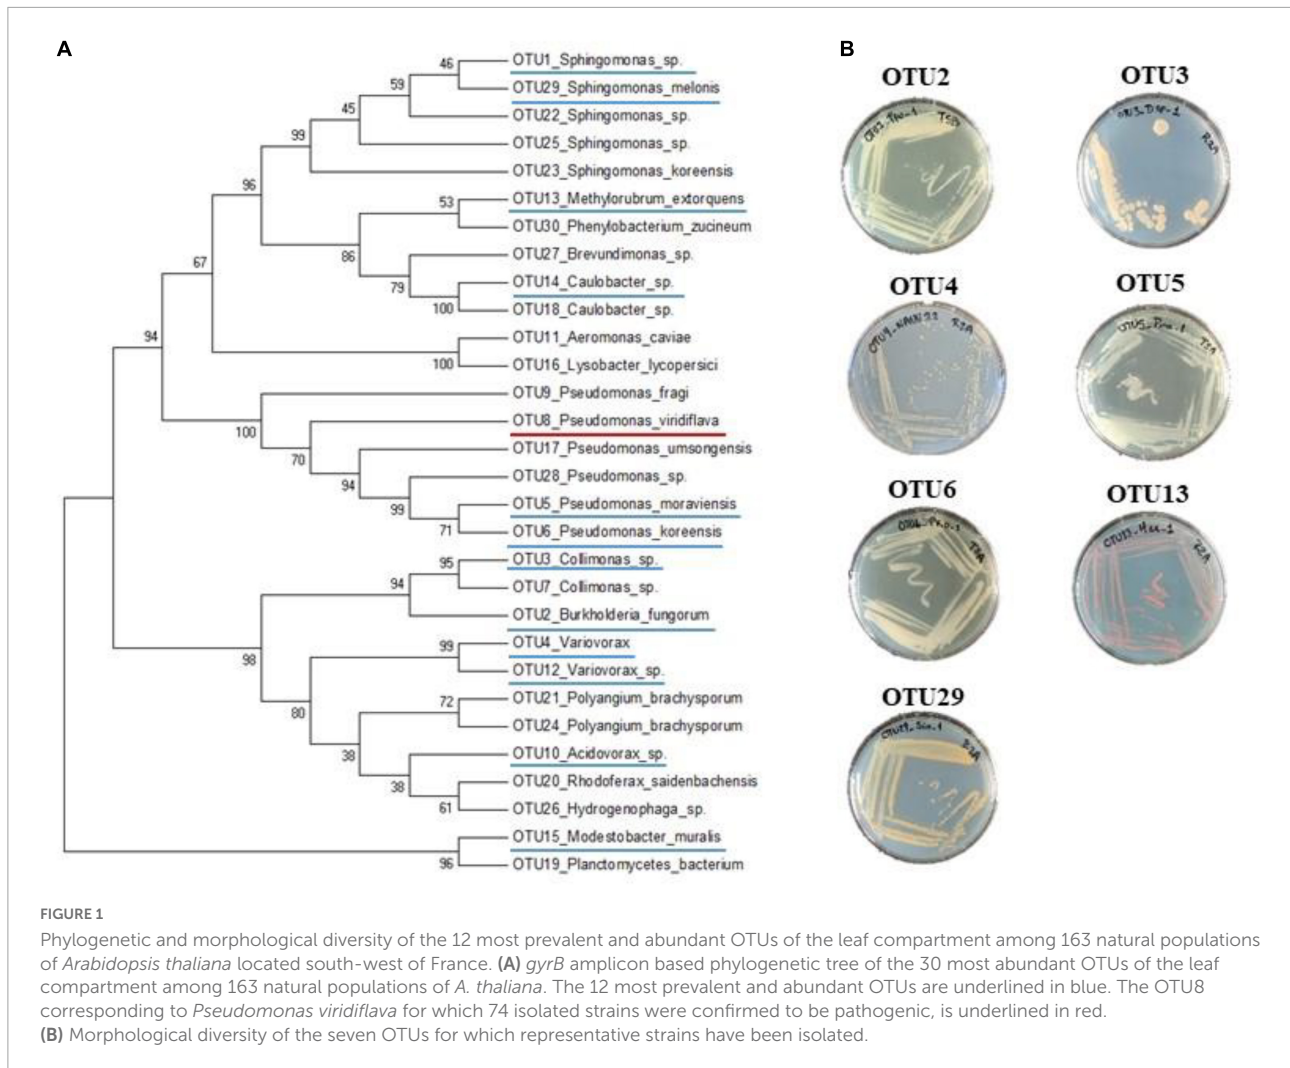 A
46
OTU1_Sphingomonas_sp.
59
OTU29_Sphingomonas_melonis
45
OTU22_Sphingomonas_sp.
99
OTU25_Sphingomonas_sp.
96
OTU23_Sphingomonas_koreensis
53
OTU13_Methylorubrum_extorquens
67
OTU30_Phenylobacterium_zucineum
86
OTU27_Brevundimonas_sp.
79
OTU14_Caulobacter_sp.
100
OTU18_Caulobacter_sp.
94
OTU11_Aeromonas_caviae
100
OTU16_Lysobacter_lycopersici
OTU9_Pseudomonas_fragi
100
OTU8_Pseudomonas_viridiflava
70
OTU17_Pseudomonas_umsongensis
94
OTU28_Pseudomonas_sp.
99
OTU5_Pseudomonas_moraviensis
71
OTU6_Pseudomonas_koreensis
95
OTU3_Collimonas_sp.
94
OTU7_Collimonas_sp.
OTU2_Burkholderia_fungorum
98
99
OTU4_Variovorax
OTU12_Variovorax_sp.
80
72
OTU21_Polyangium_brachysporum
OTU24_Polyangium_brachysporum
38
OTU10_Acidovorax_sp.
38
OTU20_Rhodoferax_saidenbachensis
61
OTU26_Hydrogenophaga_sp.
OTU15_Modestobacter_muralis
96
OTU19_Planctomycetes_bacterium
B
OTU2
OTU3
R2A
OTU4
R2A
OTU5
OTU6
TSA
OTU13
R2A
OTU29
R2A
FIGURE 1
Phylogenetic and morphological diversity of the 12 most prevalent and abundant OTUs of the leaf compartment among 163 natural populations
of Arabidopsis thaliana located south-west of France. (A) gyrB amplicon based phylogenetic tree of the 30 most abundant OTUs of the leaf
compartment among 163 natural populations of A. thaliana. The 12 most prevalent and abundant OTUs are underlined in blue. The OTU8
corresponding to Pseudomonas viridiflava for which 74 isolated strains were confirmed to be pathogenic, is underlined in red.
(B) Morphological diversity of the seven OTUs for which representative strains have been isolated.